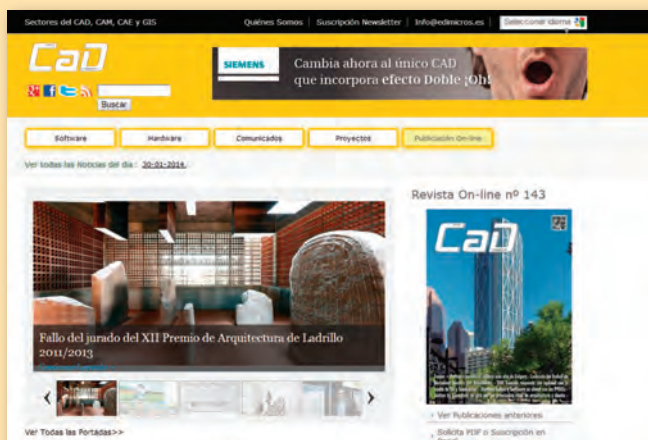 Sectores del CAD, CAM, CAE y GIS
Quiénes Somos | Suscripción Newsletter | Info@edimicros.es | Seleccionar idioma
CaD
SIEMENS
Cambia ahora al único CAD
que incorpora efecto Doble ¡Oh!
Buscar
Software
Hardware
Comunicados
Proyectos
Publicación On-line
Ver todas las Noticias del día : 30-01-2014.
Revista On-line nº 143
CaD
Fallo del jurado del XII Premio de Arquitectura de Ladrillo
2011/2013
Ver Todas las Portadas>>
Ver Publicaciones anteriores
Solicita PDF o Suscripción en